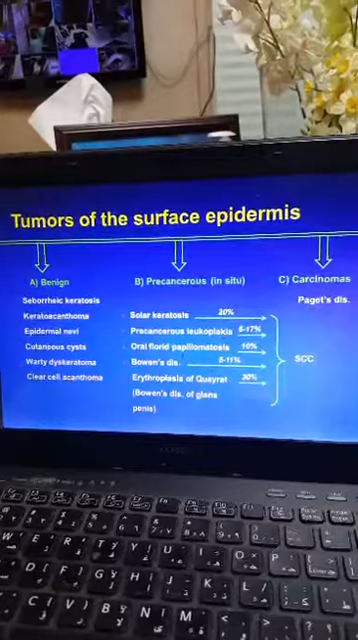 Tumors of the surface epidermis
A) Benign
Seborrheic keratosis
Keratoacanthoma
Epidermal nevi
Cutaneous cysts
Warty dyskeratoma
Clear cell acanthoma
B) Precancerous (in situ)
Solar keratosis 20%
Precancerous leukoplakia 6-17%
Oral florid papillomatosis 10%
Bowen's dis. 5-11%
Erythroplasia of Queyrat 30%
(Bowen's dis. of glans
penis)
C) Carcinomas
Paget's dis.
SCC